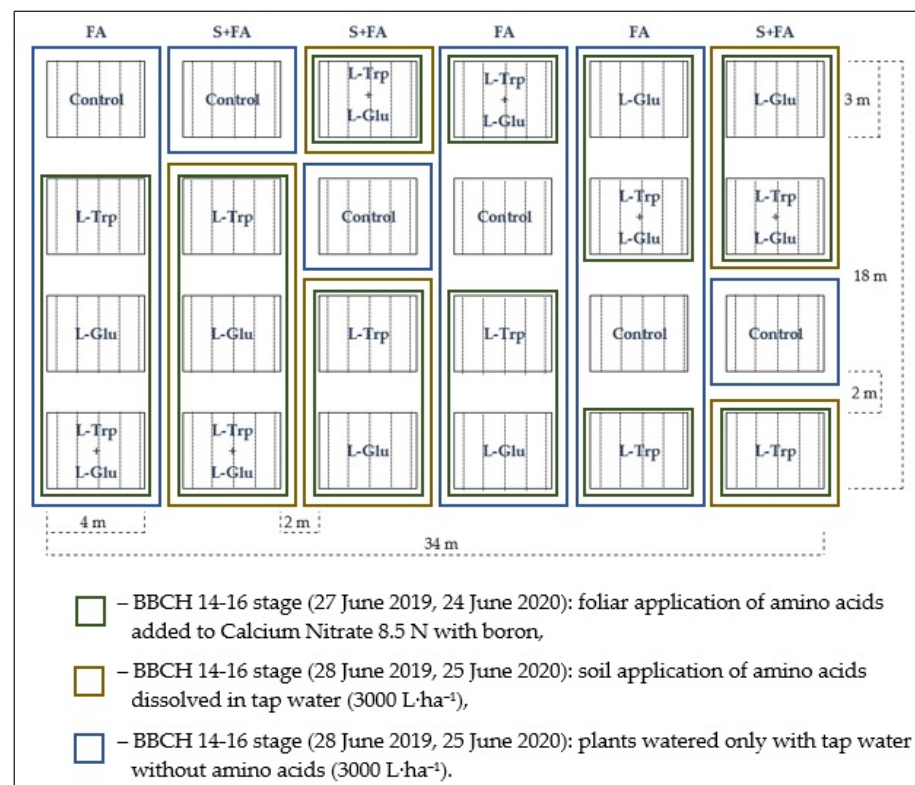 FA S+FA S+FA FA FA S+FA
Control Control L-Trp + L-Glu L-Trp + L-Glu L-Glu L-Glu
3 m
L-Trp L-Trp Control Control L-Trp + L-Glu L-Trp + L-Glu
18 m
L-Glu L-Glu L-Trp L-Trp Control Control
2 m
L-Trp + L-Glu L-Trp + L-Glu L-Glu L-Glu L-Trp L-Trp
4 m 2 m
34 m
– BBCH 14-16 stage (27 June 2019, 24 June 2020): foliar application of amino acids
added to Calcium Nitrate 8.5 N with boron,
– BBCH 14-16 stage (28 June 2019, 25 June 2020): soil application of amino acids
dissolved in tap water (3000 L·ha⁻¹),
– BBCH 14-16 stage (28 June 2019, 25 June 2020): plants watered only with tap water
without amino acids (3000 L·ha⁻¹).